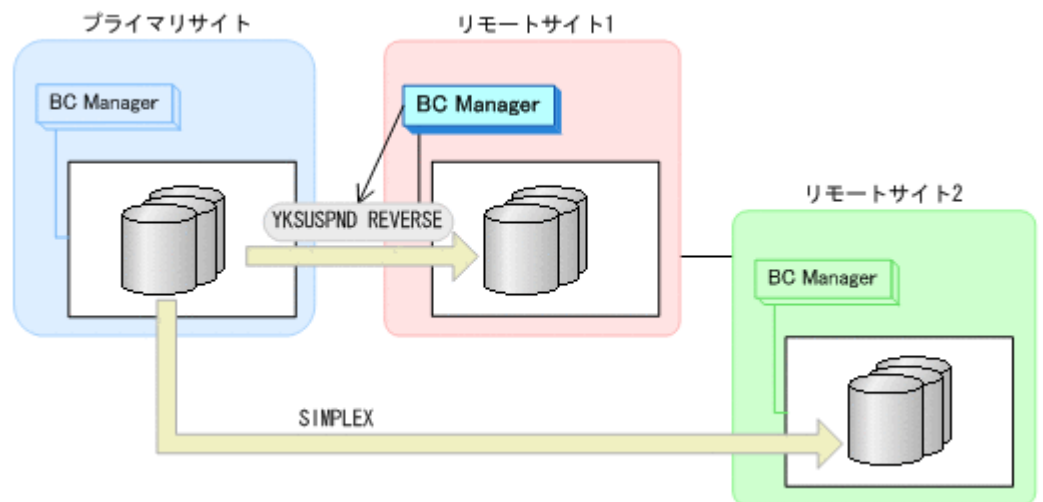 プライマリサイト
リモートサイト1
BC Manager
BC Manager
YKSUSPND REVERSE
リモートサイト2
BC Manager
SIMPLEX